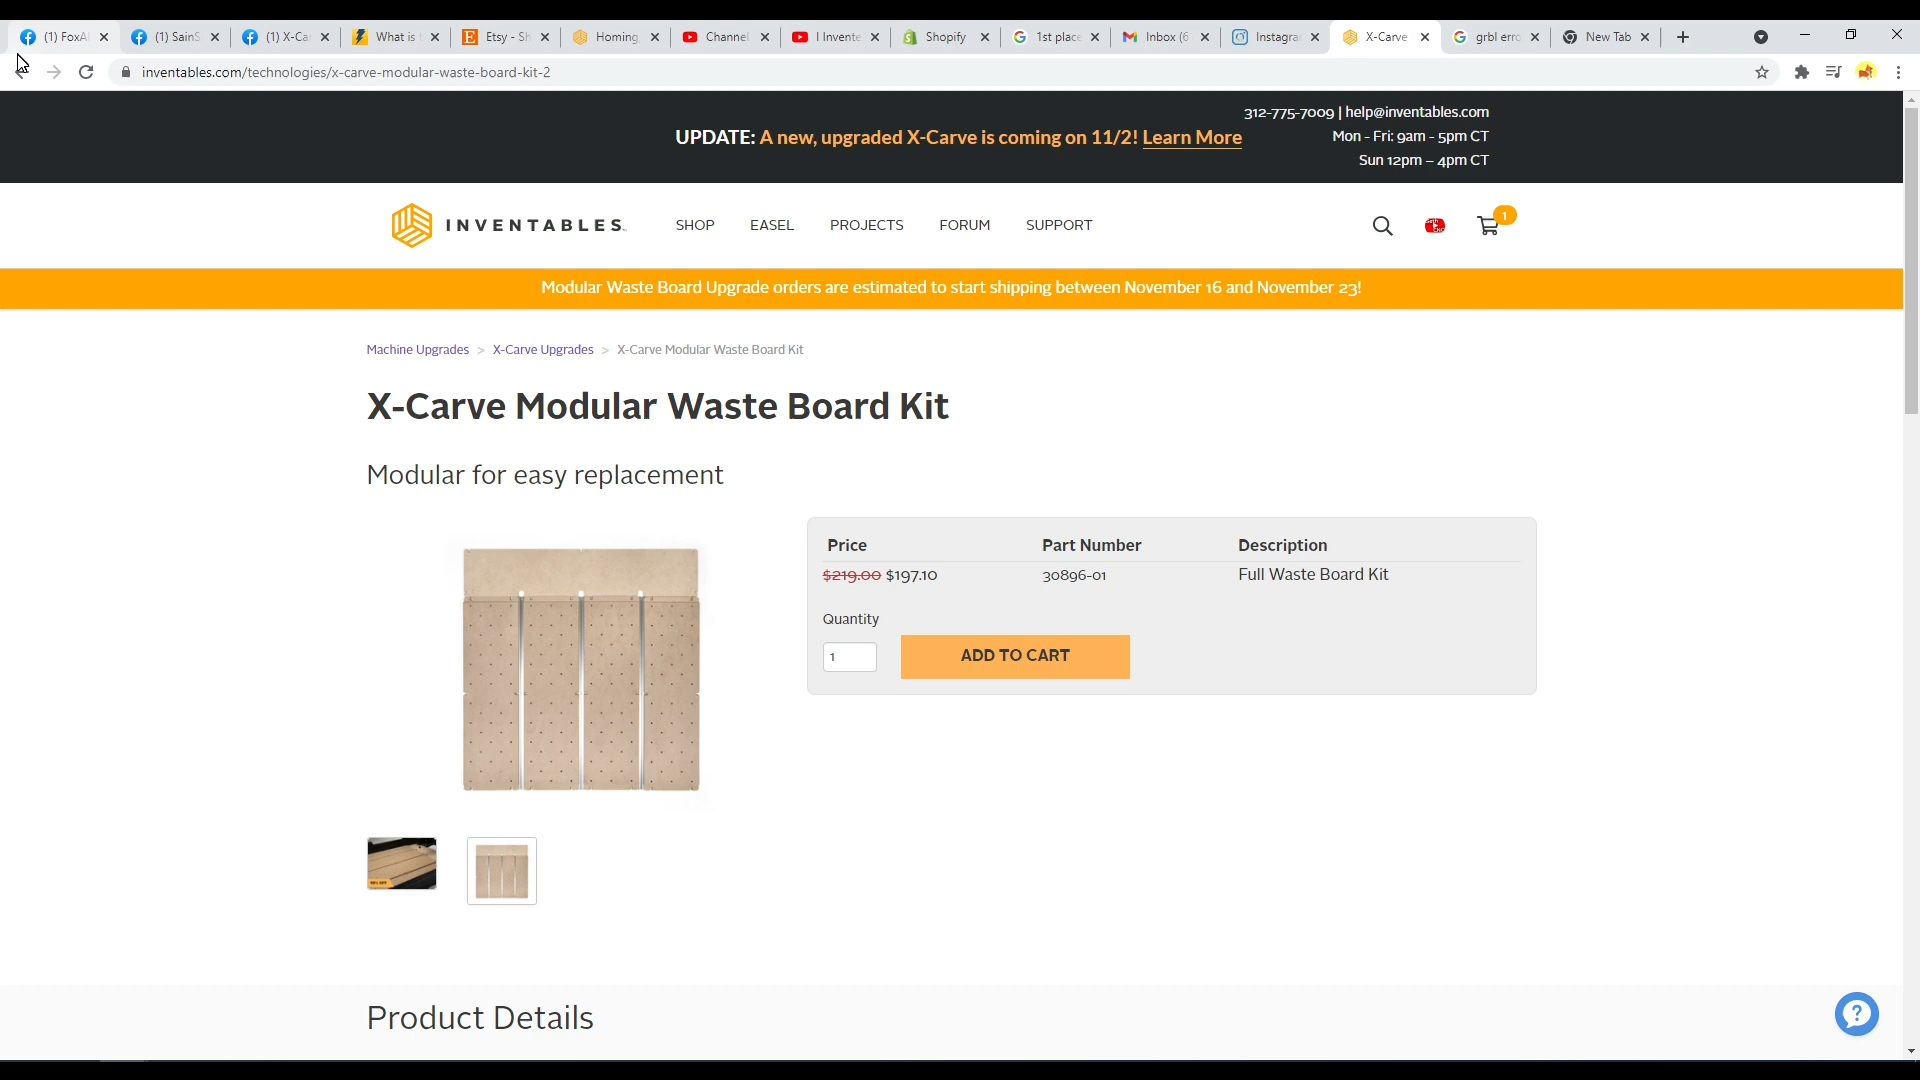 (1) FoxAl
(1) SainS
(1) X-Car
What is
Etsy - Sh
Homing
Channel
I Invente
Shopify
1st place
Inbox (6
Instagra
X-Carve
grbl erro
New Tab
inventables.com/technologies/x-carve-modular-waste-board-kit-2
312-775-7009 | help@inventables.com
UPDATE: A new, upgraded X-Carve is coming on 11/2! Learn More
Mon - Fri: 9am - 5pm CT
Sun 12pm – 4pm CT
INVENTABLES
SHOP
EASEL
PROJECTS
FORUM
SUPPORT
1
Modular Waste Board Upgrade orders are estimated to start shipping between November 16 and November 23!
Machine Upgrades > X-Carve Upgrades > X-Carve Modular Waste Board Kit
X-Carve Modular Waste Board Kit
Modular for easy replacement
Price
Part Number
Description
$219.00 $197.10
30896-01
Full Waste Board Kit
Quantity
1
ADD TO CART
Product Details
?